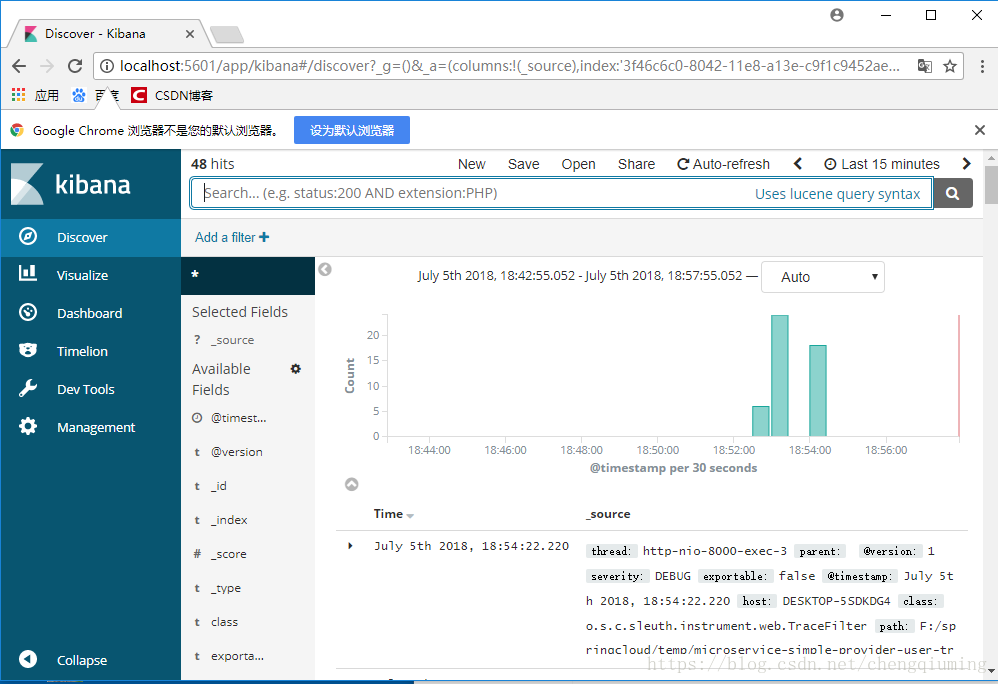 Discover - Kibana
localhost:5601/app/kibana#/discover?_g=()&_a=(columns:!(_source),index:'3f46c6c0-8042-11e8-a13e-c9f1c9452ae...
应用 百度 CSDN博客
Google Chrome 浏览器不是您的默认浏览器。 设为默认浏览器
kibana
48 hits New Save Open Share Auto-refresh Last 15 minutes
Search... (e.g. status:200 AND extension:PHP) Uses lucene query syntax
Discover
Visualize
Dashboard
Timelion
Dev Tools
Management
Collapse
Add a filter
*
Selected Fields
? _source
Available
Fields
@timest...
t @version
t _id
t _index
# _score
t _type
t class
t exporta...
July 5th 2018, 18:42:55.052 - July 5th 2018, 18:57:55.052 — Auto
Count
20
15
10
5
0
18:44:00 18:46:00 18:48:00 18:50:00 18:52:00 18:54:00 18:56:00
@timestamp per 30 seconds
Time _source
July 5th 2018, 18:54:22.220 thread: http-nio-8000-exec-3 parent: @version: 1
severity: DEBUG exportable: false @timestamp: July 5t
h 2018, 18:54:22.220 host: DESKTOP-5SDKDG4 class:
o.s.c.sleuth.instrument.web.TraceFilter path: F:/sp
ringcloud/temp/microservice-simple-provider-user-tr
https://blog.csdn.net/chengqiuming